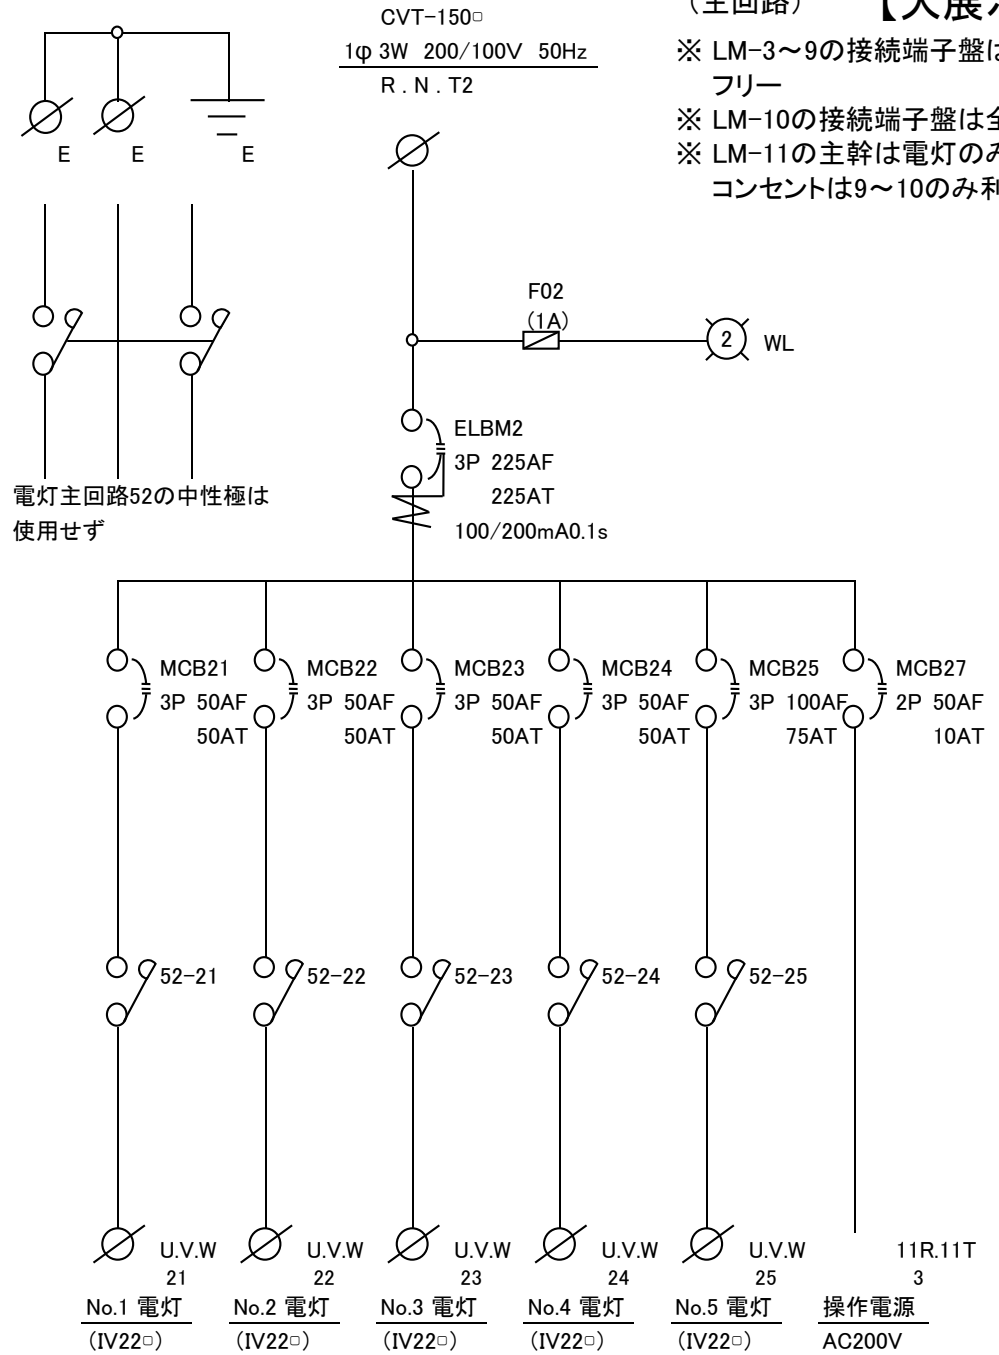 CVT-150□
1φ 3W 200/100V 50Hz
R . N . T2
(主回路)
【大展
※ LM-3～9の接続端子盤は
フリー
※ LM-10の接続端子盤は
※ LM-11の主幹は電灯の
コンセントは9～10のみ
E
E
E
F02
(1A)
2
WL
ELBM2
3P 225AF
225AT
100/200mA0.1s
電灯主回路52の中性極は
使用せず
MCB21
3P 50AF
50AT
MCB22
3P 50AF
50AT
MCB23
3P 50AF
50AT
MCB24
3P 50AF
50AT
MCB25
3P 100AF
75AT
MCB27
2P 50AF
10AT
52-21
52-22
52-23
52-24
52-25
U.V.W
21
U.V.W
22
U.V.W
23
U.V.W
24
U.V.W
25
11R.11T
3
No.1 電灯
(IV22□)
No.2 電灯
(IV22□)
No.3 電灯
(IV22□)
No.4 電灯
(IV22□)
No.5 電灯
(IV22□)
操作電源
AC200V